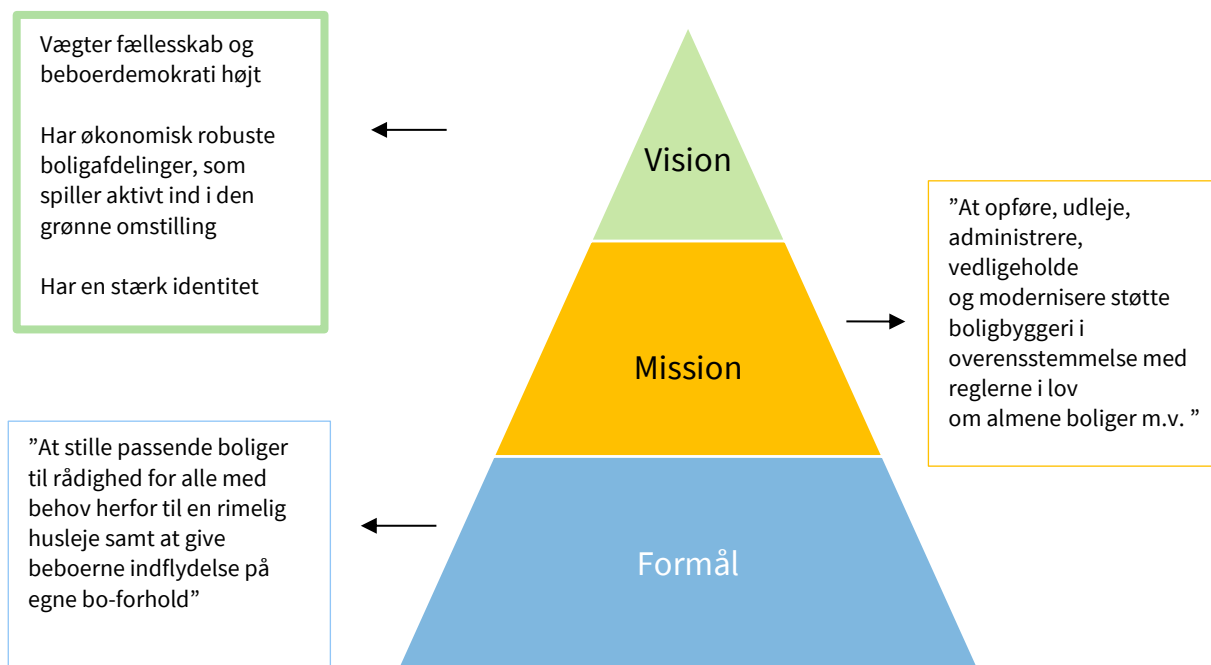 Vægter fællesskab og
beboerdemokrati højt
Har økonomisk robuste
boligafdelinger, som
spiller aktivt ind i den
grønne omstilling
Har en stærk identitet
Vision
”At opføre, udleje,
administrere,
vedligeholde
og modernisere støtte
boligbyggeri i
overensstemmelse med
reglerne i lov
om almene boliger m.v. ”
Mission
”At stille passende boliger
til rådighed for alle med
behov herfor til en rimelig
husleje samt at give
beboerne indflydelse på
egne bo-forhold”
Formål